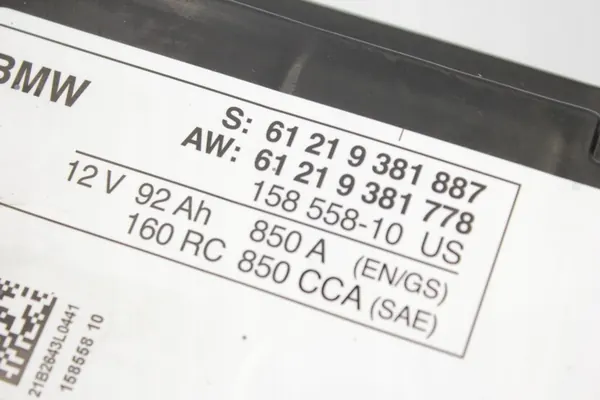 BMW
S: 61 21 9 381 887
AW: 61 21 9 381 778
158 558-10 US
12 V 92 Ah 850 A (EN/GS)
160 RC 850 CCA (SAE)
21B2643L0441
158558 10